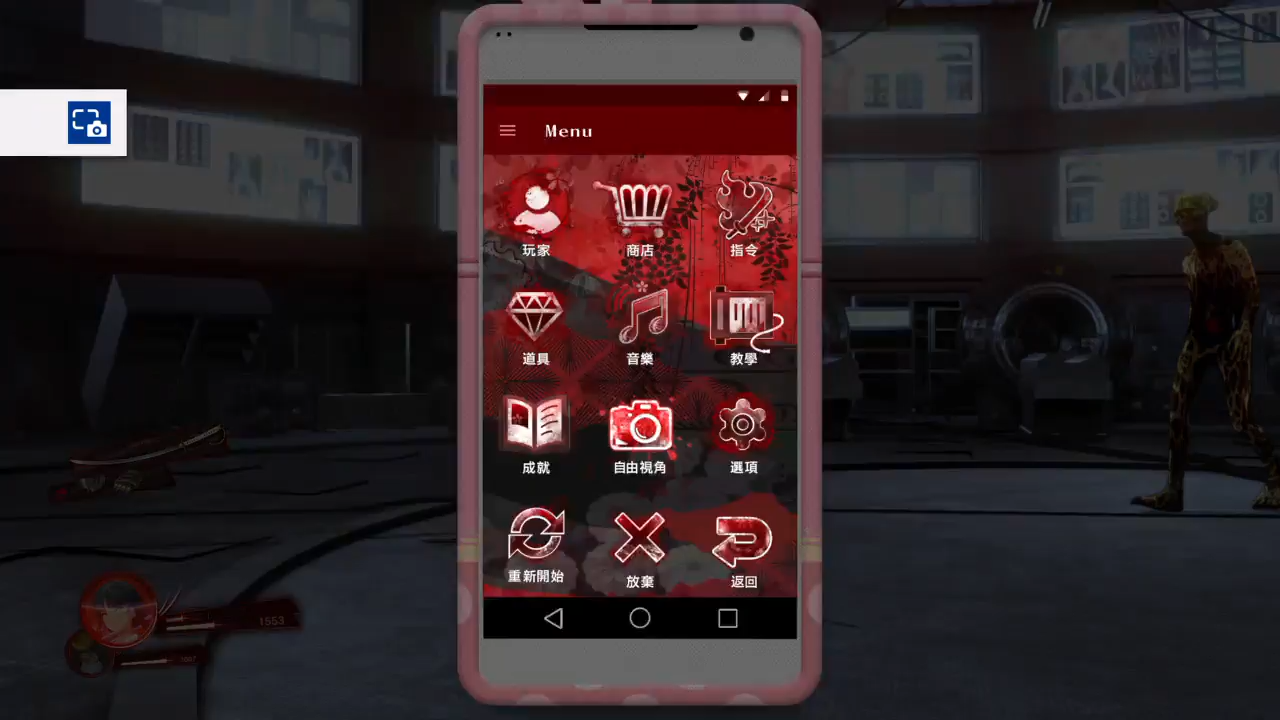 Menu
玩家
商店
指令
道具
音樂
教學
成就
自由視角
選項
重新開始
放棄
返回
1553